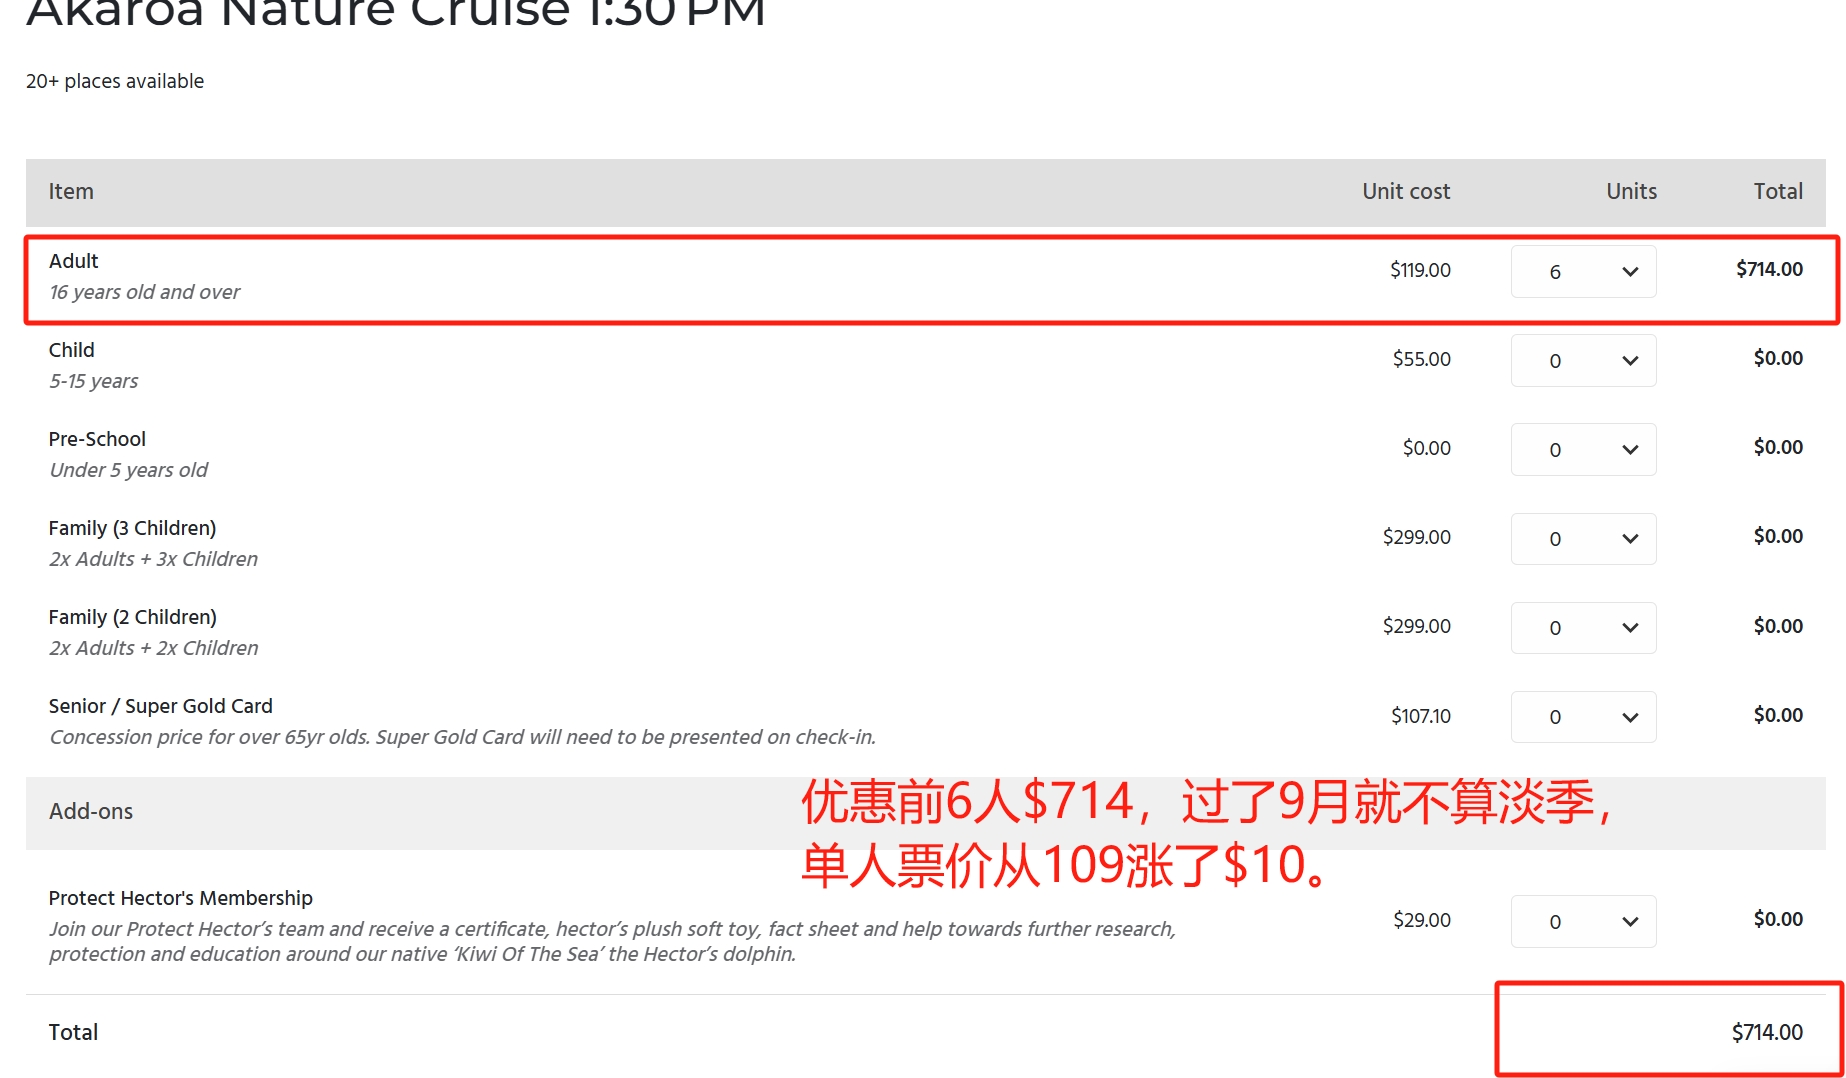 Akaroa Nature Cruise 1:30 PM
20+ places available
Item Unit cost Units Total
Adult
16 years old and over
$119.00 6 $714.00
Child
5-15 years
$55.00 0 $0.00
Pre-School
Under 5 years old
$0.00 0 $0.00
Family (3 Children)
2x Adults + 3x Children
$299.00 0 $0.00
Family (2 Children)
2x Adults + 2x Children
$299.00 0 $0.00
Senior / Super Gold Card
Concession price for over 65yr olds. Super Gold Card will need to be presented on check-in.
$107.10 0 $0.00
Add-ons
优惠前6人$714，过了9月就不算淡季，
单人票价从109涨了$10。
Protect Hector's Membership
Join our Protect Hector’s team and receive a certificate, hector’s plush soft toy, fact sheet and help towards further research,
protection and education around our native ‘Kiwi Of The Sea’ the Hector’s dolphin.
$29.00 0 $0.00
Total $714.00